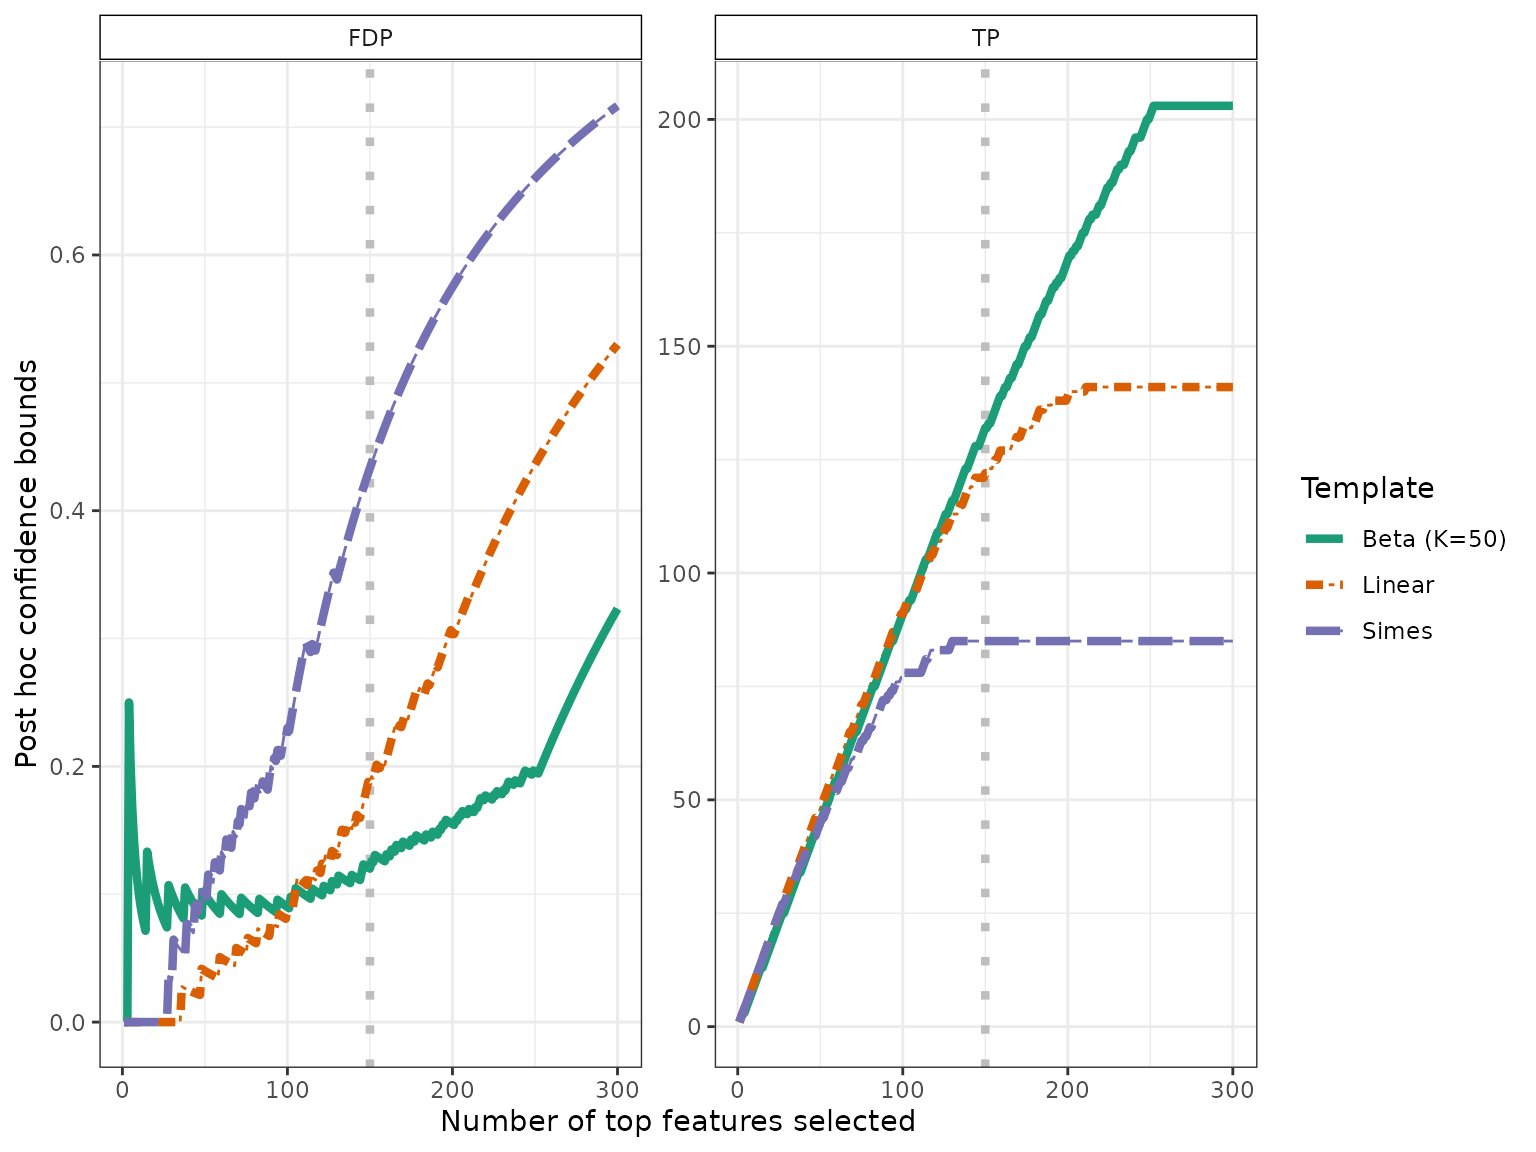 FDP
TP
Post hoc confidence bounds
0.6
0.4
0.2
0.0
0 100 200 300
200
150
100
50
0
0 100 200 300
Number of top features selected
Template
Beta (K=50)
Linear
Simes